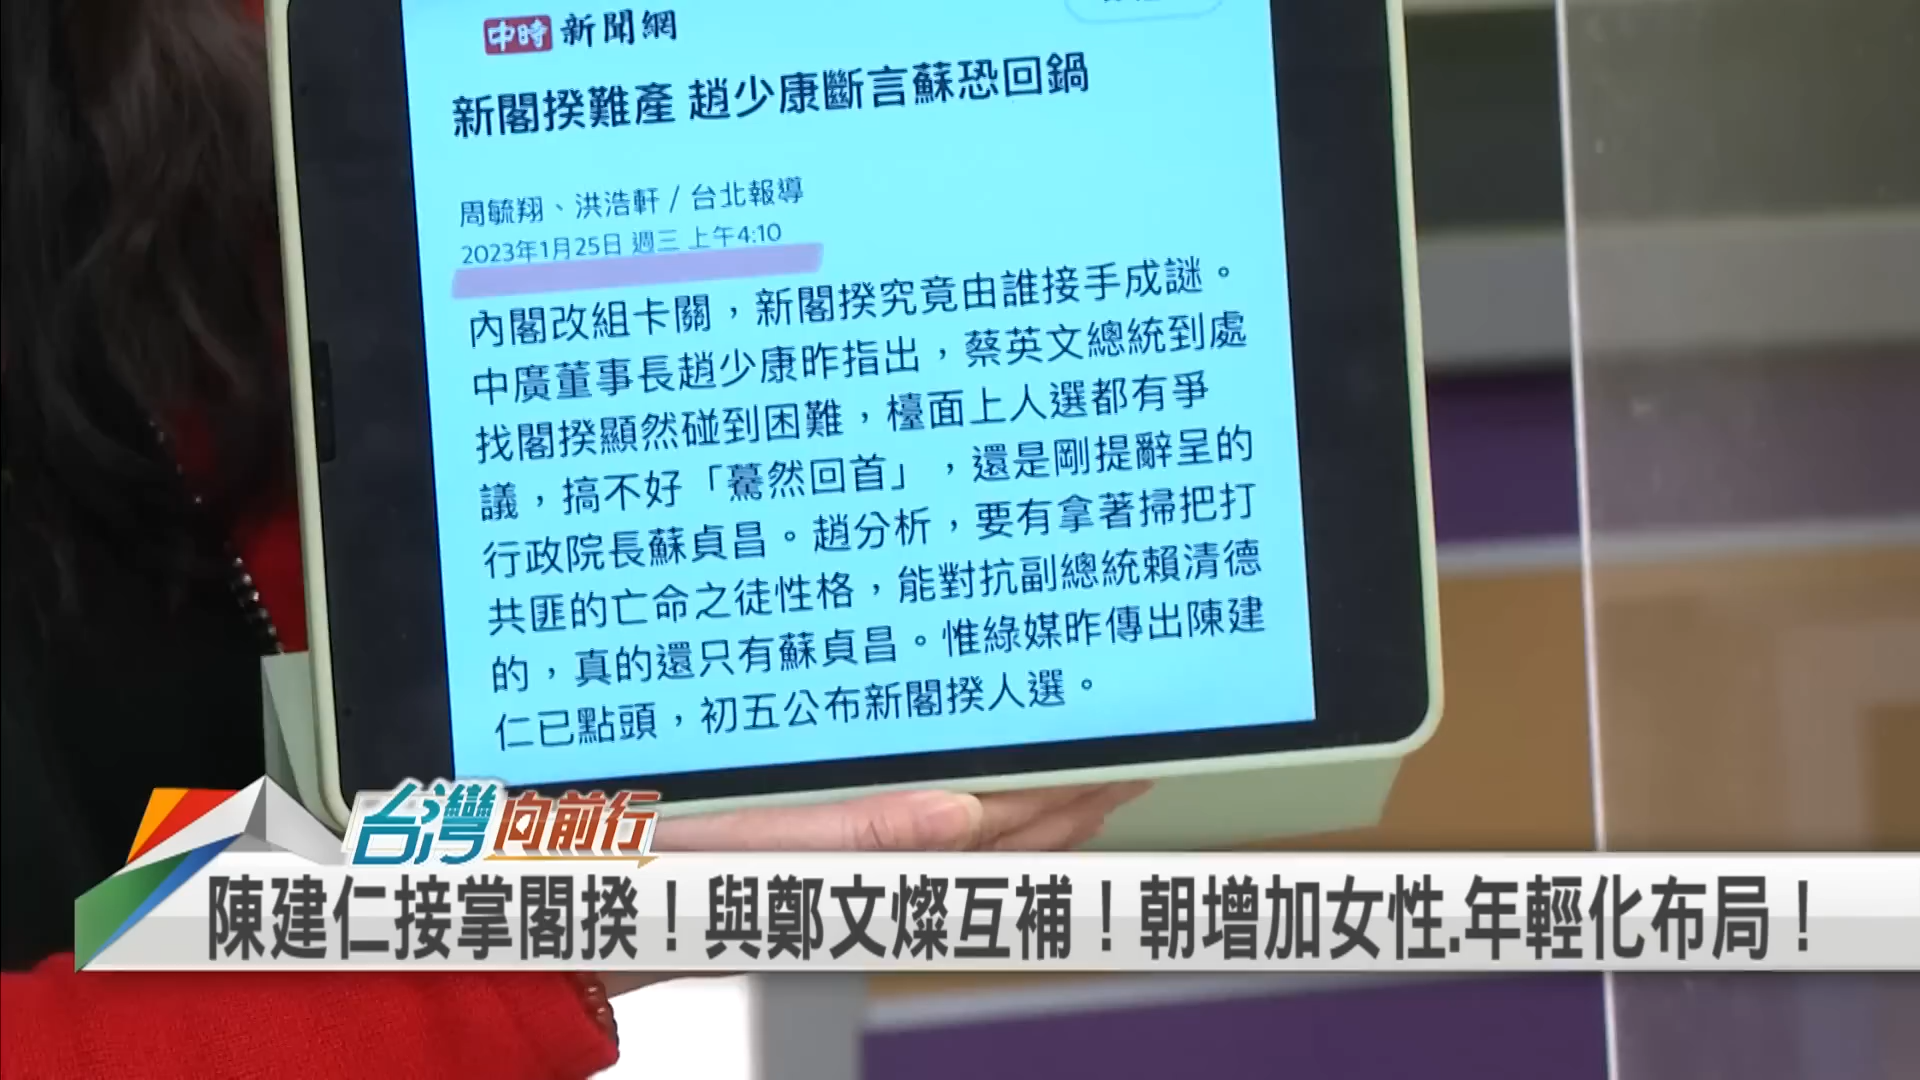 中時 新聞網
新閣揆難產 趙少康斷言蘇恐回鍋
周毓翔、洪浩軒 / 台北報導
2023年1月25日 週三 上午4:10
內閣改組卡關，新閣揆究竟由誰接手成謎。
中廣董事長趙少康昨指出，蔡英文總統到處
找閣揆顯然碰到困難，檯面上人選都有爭
議，搞不好「驀然回首」，還是剛提辭呈的
行政院長蘇貞昌。趙分析，要有拿著掃把打
共匪的亡命之徒性格，能對抗副總統賴清德
的，真的還只有蘇貞昌。惟綠媒昨傳出陳建
仁已點頭，初五公布新閣揆人選。
台灣向前行
陳建仁接掌閣揆！與鄭文燦互補！朝增加女性.年輕化布局！